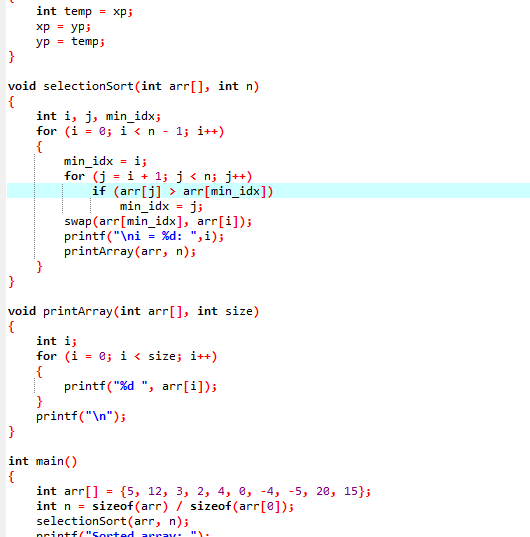 {
    int temp = xp;
    xp = yp;
    yp = temp;
}

void selectionSort(int arr[], int n)
{
    int i, j, min_idx;
    for (i = 0; i < n - 1; i++)
    {
        min_idx = i;
        for (j = i + 1; j < n; j++)
            if (arr[j] > arr[min_idx])
                min_idx = j;
        swap(arr[min_idx], arr[i]);
        printf("\ni = %d: ",i);
        printArray(arr, n);
    }
}

void printArray(int arr[], int size)
{
    int i;
    for (i = 0; i < size; i++)
    {
        printf("%d ", arr[i]);
    }
    printf("\n");
}

int main()
{
    int arr[] = {5, 12, 3, 2, 4, 0, -4, -5, 20, 15};
    int n = sizeof(arr) / sizeof(arr[0]);
    selectionSort(arr, n);
    printf("Sorted array: ");